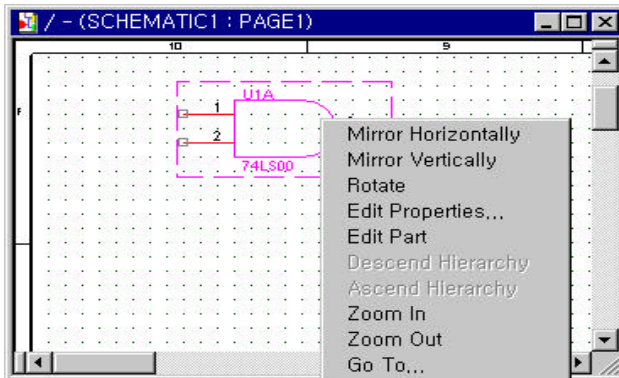 / - (SCHEMATIC1 : PAGE1)
10 9
F
U1A
1
2
74LS00
Mirror Horizontally
Mirror Vertically
Rotate
Edit Properties...
Edit Part
Descend Hierarchy
Ascend Hierarchy
Zoom In
Zoom Out
Go To...